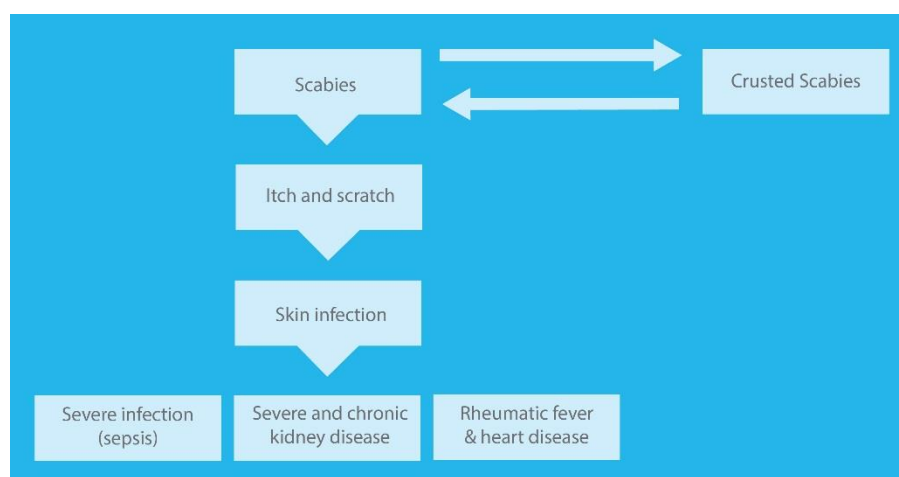 Scabies
Crusted Scabies
Itch and scratch
Skin infection
Severe infection
(sepsis)
Severe and chronic
kidney disease
Rheumatic fever
& heart disease